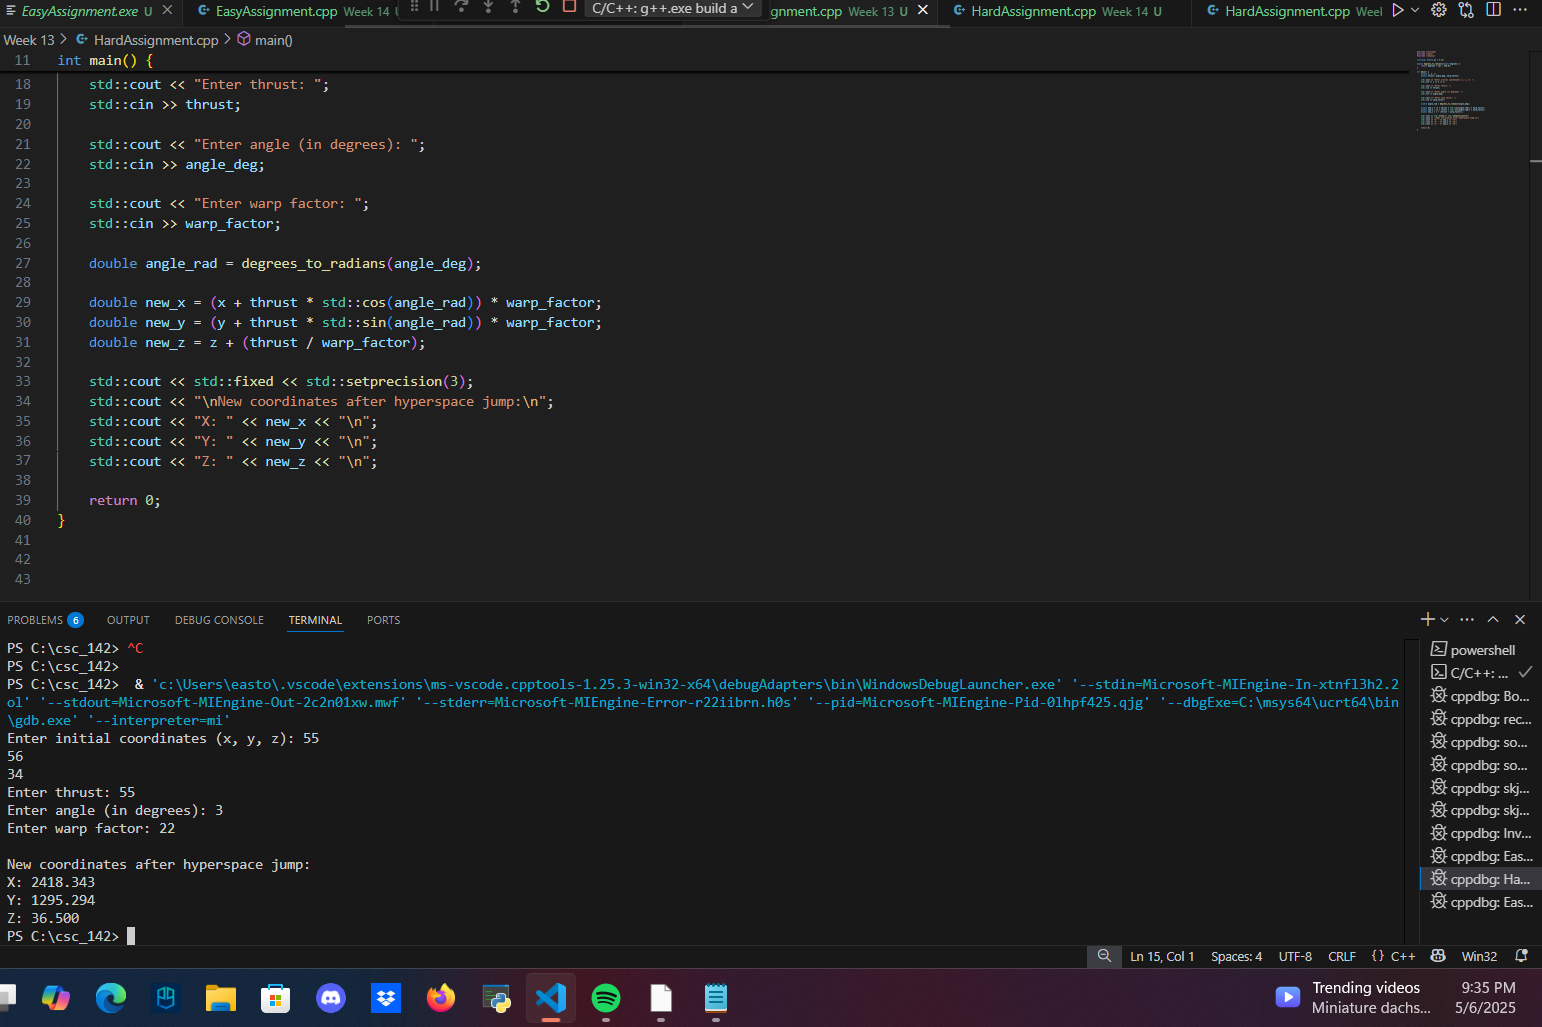 EasyAssignment.exe U
EasyAssignment.cpp Week 14 U
C/C++: g++.exe build a
gnment.cpp Week 13 U
HardAssignment.cpp Week 14 U
HardAssignment.cpp Week
Week 13 > HardAssignment.cpp > main()
11 int main() {
18 std::cout << "Enter thrust: ";
19 std::cin >> thrust;
20
21 std::cout << "Enter angle (in degrees): ";
22 std::cin >> angle_deg;
23
24 std::cout << "Enter warp factor: ";
25 std::cin >> warp_factor;
26
27 double angle_rad = degrees_to_radians(angle_deg);
28
29 double new_x = (x + thrust * std::cos(angle_rad)) * warp_factor;
30 double new_y = (y + thrust * std::sin(angle_rad)) * warp_factor;
31 double new_z = z + (thrust / warp_factor);
32
33 std::cout << std::fixed << std::setprecision(3);
34 std::cout << "\nNew coordinates after hyperspace jump:\n";
35 std::cout << "X: " << new_x << "\n";
36 std::cout << "Y: " << new_y << "\n";
37 std::cout << "Z: " << new_z << "\n";
38
39 return 0;
40 }
41
42
43
PROBLEMS 6 OUTPUT DEBUG CONSOLE TERMINAL PORTS
PS C:\csc_142> ^C
PS C:\csc_142>
PS C:\csc_142> & 'c:\Users\easto\.vscode\extensions\ms-vscode.cpptools-1.25.3-win32-x64\debugAdapters\bin\WindowsDebugLauncher.exe' '--stdin=Microsoft-MIEngine-In-xtnfl3h2.2
ol' '--stdout=Microsoft-MIEngine-Out-2c2n01xw.mwf' '--stderr=Microsoft-MIEngine-Error-r22iibrn.h0s' '--pid=Microsoft-MIEngine-Pid-0lhpf425.qjg' '--dbgExe=C:\msys64\ucrt64\bin
\gdb.exe' '--interpreter=mi'
Enter initial coordinates (x, y, z): 55
56
34
Enter thrust: 55
Enter angle (in degrees): 3
Enter warp factor: 22
New coordinates after hyperspace jump:
X: 2418.343
Y: 1295.294
Z: 36.500
PS C:\csc_142>
powershell
C/C++: ...
cppdbg: Bo...
cppdbg: rec...
cppdbg: so...
cppdbg: so...
cppdbg: skj...
cppdbg: skj...
cppdbg: Inv...
cppdbg: Eas...
cppdbg: Ha...
cppdbg: Eas...
Ln 15, Col 1 Spaces: 4 UTF-8 CRLF {} C++ Win32
Trending videos
Miniature dachs...
9:35 PM
5/6/2025